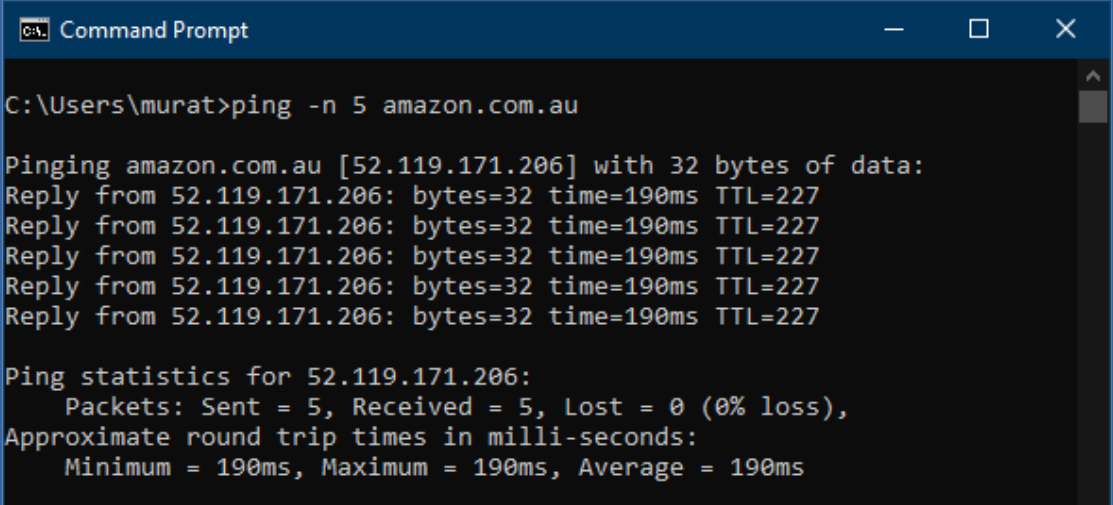 Command Prompt
C:\Users\murat>ping -n 5 amazon.com.au
Pinging amazon.com.au [52.119.171.206] with 32 bytes of data:
Reply from 52.119.171.206: bytes=32 time=190ms TTL=227
Reply from 52.119.171.206: bytes=32 time=190ms TTL=227
Reply from 52.119.171.206: bytes=32 time=190ms TTL=227
Reply from 52.119.171.206: bytes=32 time=190ms TTL=227
Reply from 52.119.171.206: bytes=32 time=190ms TTL=227
Ping statistics for 52.119.171.206:
    Packets: Sent = 5, Received = 5, Lost = 0 (0% loss),
Approximate round trip times in milli-seconds:
    Minimum = 190ms, Maximum = 190ms, Average = 190ms